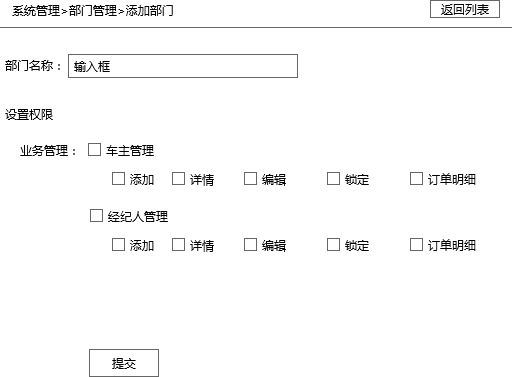 系统管理>部门管理>添加部门 返回列表
部门名称： 输入框
设置权限
业务管理： 车主管理
添加 详情 编辑 锁定 订单明细
经纪人管理
添加 详情 编辑 锁定 订单明细
提交